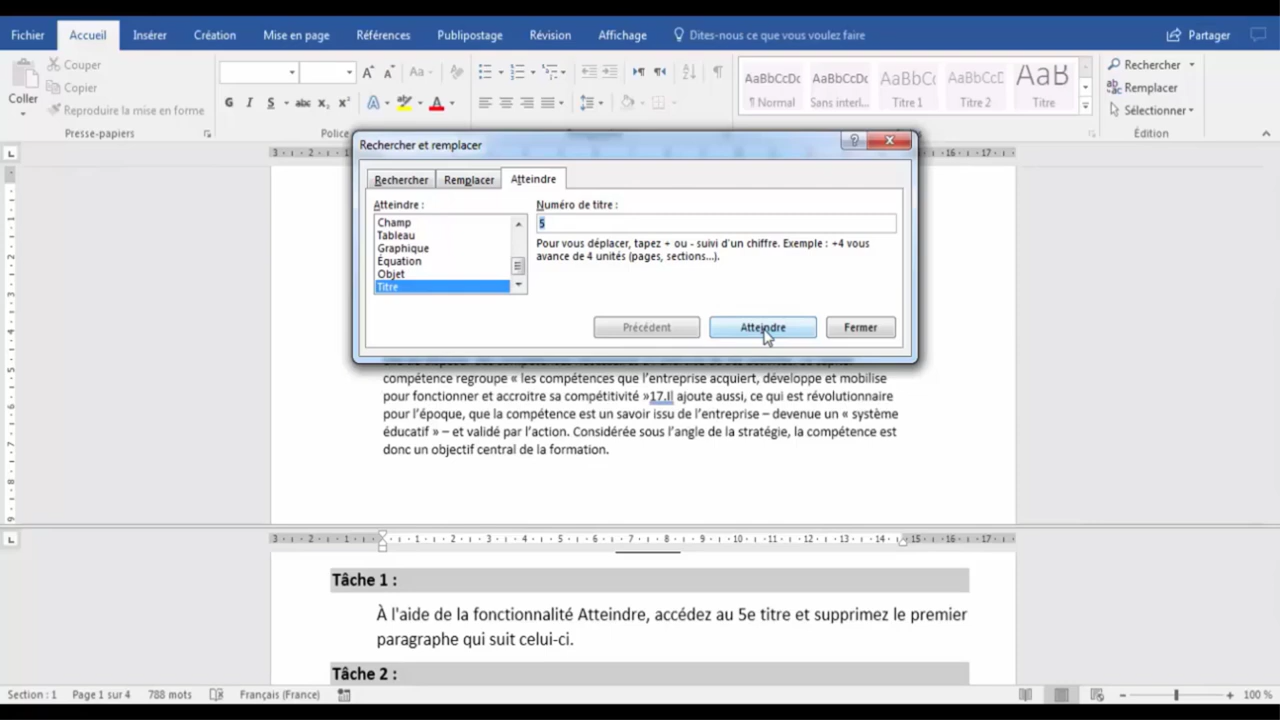 Fichier Accueil Insérer Création Mise en page Références Publipostage Révision Affichage Dites-nous ce que vous voulez faire Partager
Coller
Couper
Copier
Reproduire la mise en forme
Presse-papiers
G I S abc x₂ x² A A
Aa
Police
AaBbCcDc AaBbCcDc AaBbC AaBbCcD AaB
¶ Normal Sans interl... Titre 1 Titre 2 Titre
Rechercher
Remplacer
Sélectionner
Édition
Rechercher et remplacer
Rechercher Remplacer Atteindre
Atteindre :
Champ
Tableau
Graphique
Équation
Objet
Titre
Numéro de titre :
5
Pour vous déplacer, tapez + ou - suivi d'un chiffre. Exemple : +4 vous
avance de 4 unités (pages, sections...).
Précédent Atteindre Fermer
compétence regroupe « les compétences que l'entreprise acquiert, développe et mobilise
pour fonctionner et accroitre sa compétitivité »17.Il ajoute aussi, ce qui est révolutionnaire
pour l'époque, que la compétence est un savoir issu de l'entreprise – devenue un « système
éducatif » – et validé par l'action. Considérée sous l'angle de la stratégie, la compétence est
donc un objectif central de la formation.
Tâche 1 :
À l'aide de la fonctionnalité Atteindre, accédez au 5e titre et supprimez le premier
paragraphe qui suit celui-ci.
Tâche 2 :
Section : 1 Page 1 sur 4 788 mots Français (France) 100 %